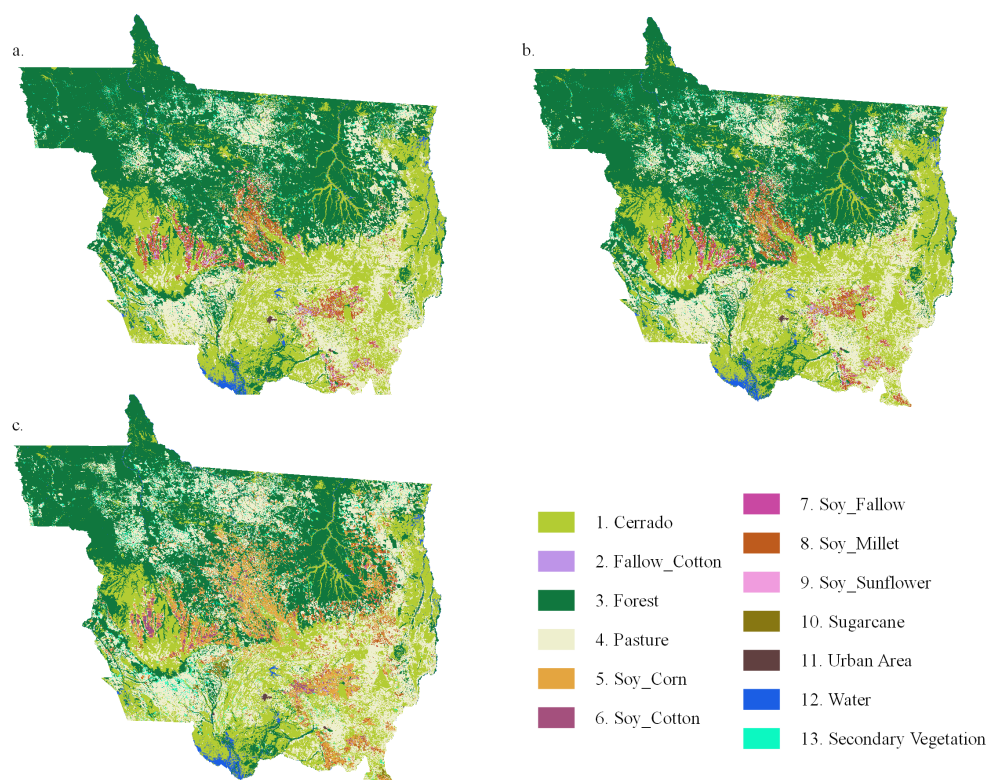 a.
b.
c.
1. Cerrado
2. Fallow_Cotton
3. Forest
4. Pasture
5. Soy_Corn
6. Soy_Cotton
7. Soy_Fallow
8. Soy_Millet
9. Soy_Sunflower
10. Sugarcane
11. Urban Area
12. Water
13. Secondary Vegetation